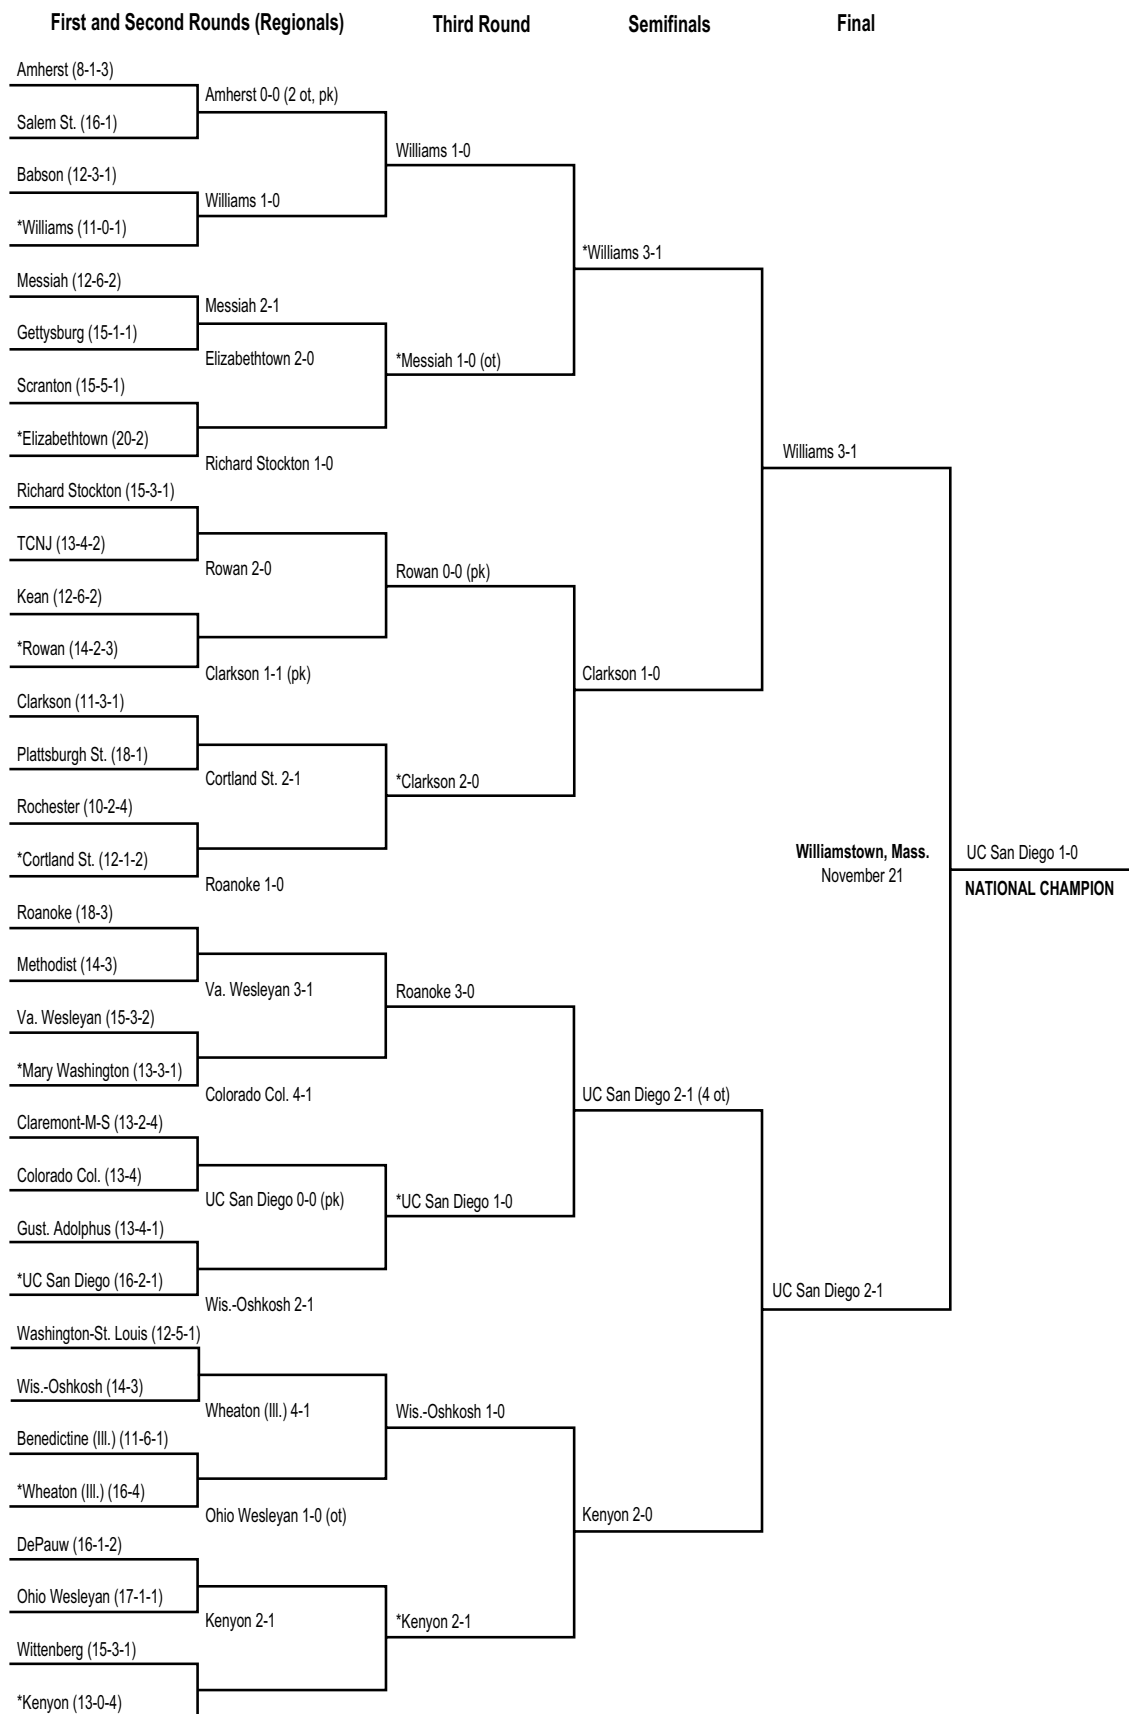 First and Second Rounds (Regionals)
Third Round
Semifinals
Final
Amherst (8-1-3)
Salem St. (16-1)
Babson (12-3-1)
*Williams (11-0-1)
Messiah (12-6-2)
Gettysburg (15-1-1)
Scranton (15-5-1)
*Elizabethtown (20-2)
Richard Stockton (15-3-1)
TCNJ (13-4-2)
Kean (12-6-2)
*Rowan (14-2-3)
Clarkson (11-3-1)
Plattsburgh St. (18-1)
Rochester (10-2-4)
*Cortland St. (12-1-2)
Roanoke (18-3)
Methodist (14-3)
Va. Wesleyan (15-3-2)
*Mary Washington (13-3-1)
Claremont-M-S (13-2-4)
Colorado Col. (13-4)
Gust. Adolphus (13-4-1)
*UC San Diego (16-2-1)
Washington-St. Louis (12-5-1)
Wis.-Oshkosh (14-3)
Benedictine (Ill.) (11-6-1)
*Wheaton (Ill.) (16-4)
DePauw (16-1-2)
Ohio Wesleyan (17-1-1)
Wittenberg (15-3-1)
*Kenyon (13-0-4)
Amherst 0-0 (2 ot, pk)
Williams 1-0
Messiah 2-1
Elizabethtown 2-0
Richard Stockton 1-0
Rowan 2-0
Clarkson 1-1 (pk)
Cortland St. 2-1
Roanoke 1-0
Va. Wesleyan 3-1
Colorado Col. 4-1
UC San Diego 0-0 (pk)
Wis.-Oshkosh 2-1
Wheaton (Ill.) 4-1
Ohio Wesleyan 1-0 (ot)
Kenyon 2-1
Williams 1-0
*Messiah 1-0 (ot)
Rowan 0-0 (pk)
*Clarkson 2-0
Roanoke 3-0
*UC San Diego 1-0
Wis.-Oshkosh 1-0
*Kenyon 2-1
*Williams 3-1
Clarkson 1-0
UC San Diego 2-1 (4 ot)
Kenyon 2-0
Williams 3-1
UC San Diego 2-1
Williamstown, Mass.
November 21
UC San Diego 1-0
NATIONAL CHAMPION